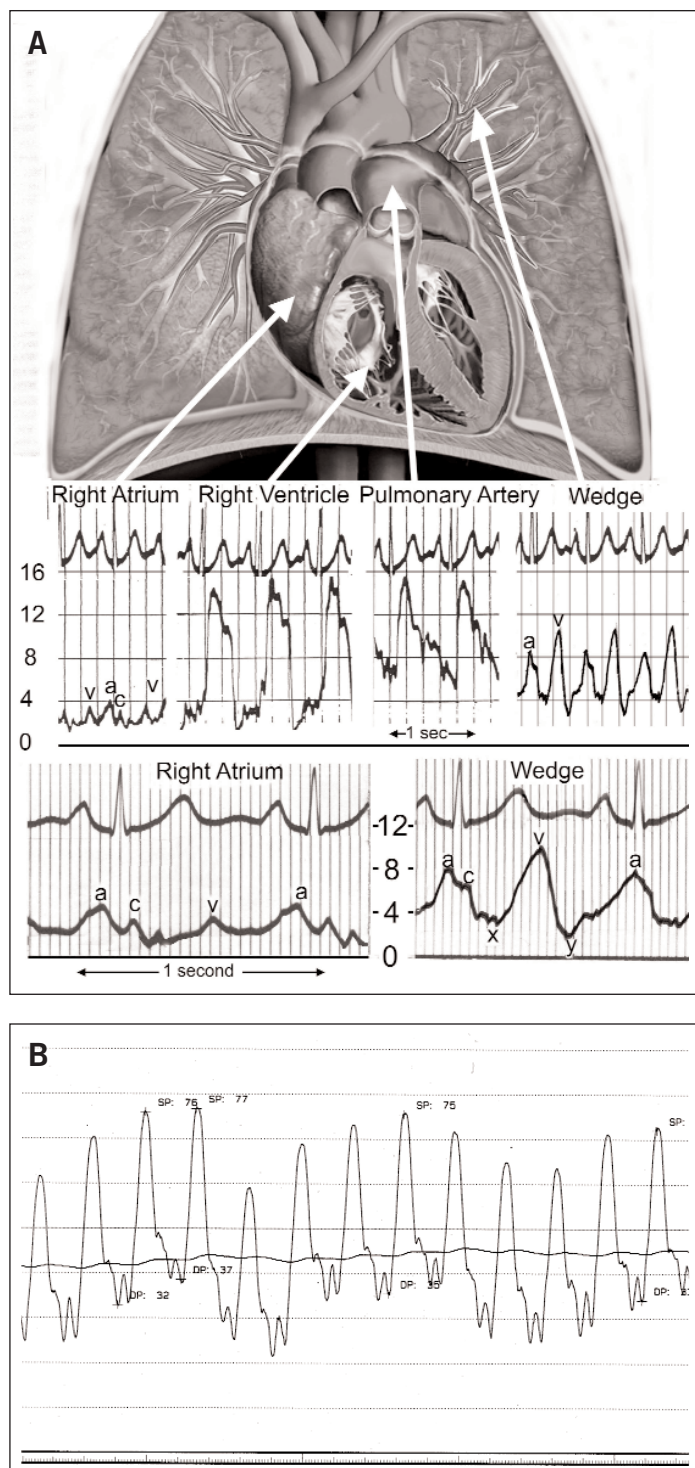 A
Right Atrium Right Ventricle Pulmonary Artery Wedge
16
12
8
4
0
v a c v
a v
1 sec
Right Atrium Wedge
12
8
4
0
a c v a
a c x v y a
1 second
B
SP: 76 SP: 77 SP: 75 SP:
DP: 32 DP: 37 DP: 35 DP: